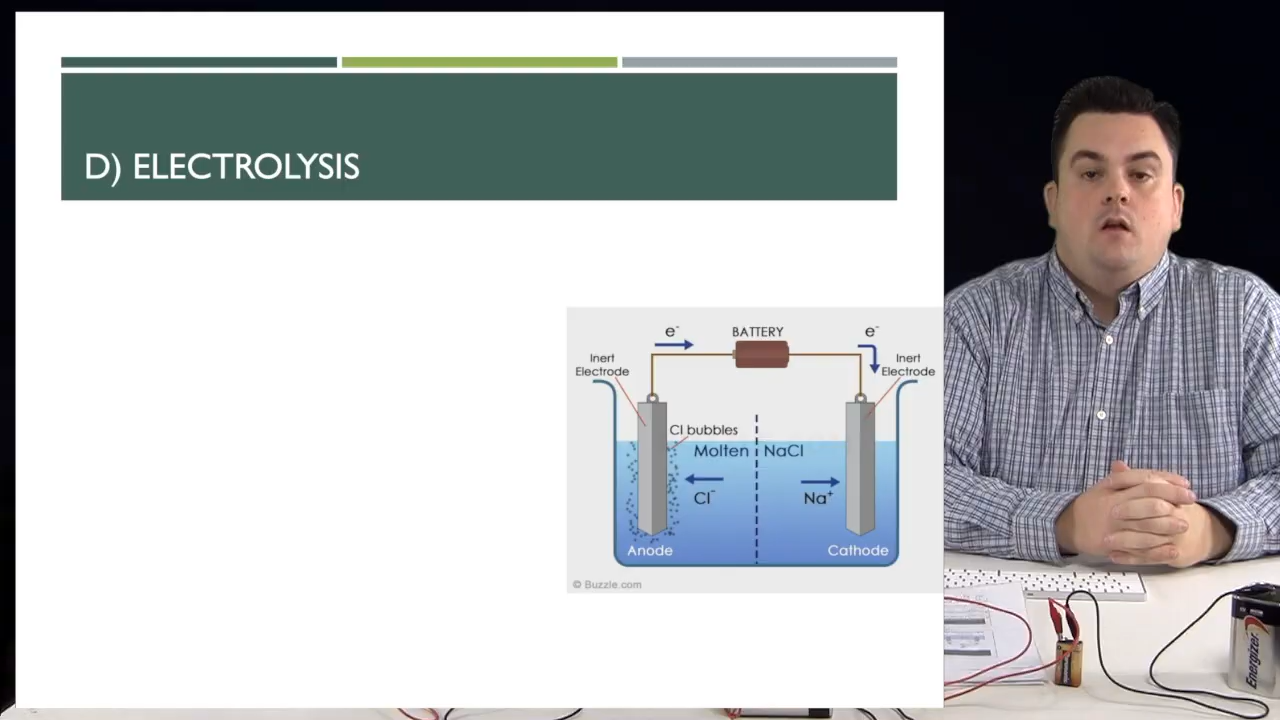 D) ELECTROLYSIS
e⁻
BATTERY
e⁻
Inert
Electrode
Inert
Electrode
Cl bubbles
Molten NaCl
Cl⁻
Na⁺
Anode
Cathode
© Buzzle.com
Energizer